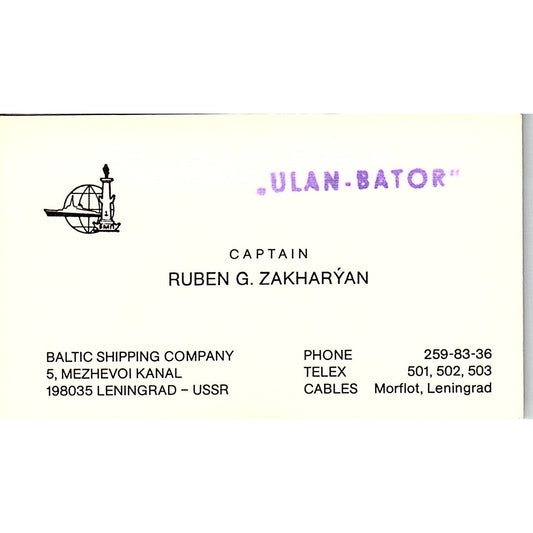 „ULAN-BATOR"
БМП
CAPTAIN
RUBEN G. ZAKHARÝAN
BALTIC SHIPPING COMPANY
5, MEZHEVOI KANAL
198035 LENINGRAD – USSR
PHONE 259-83-36
TELEX 501, 502, 503
CABLES Morflot, Leningrad